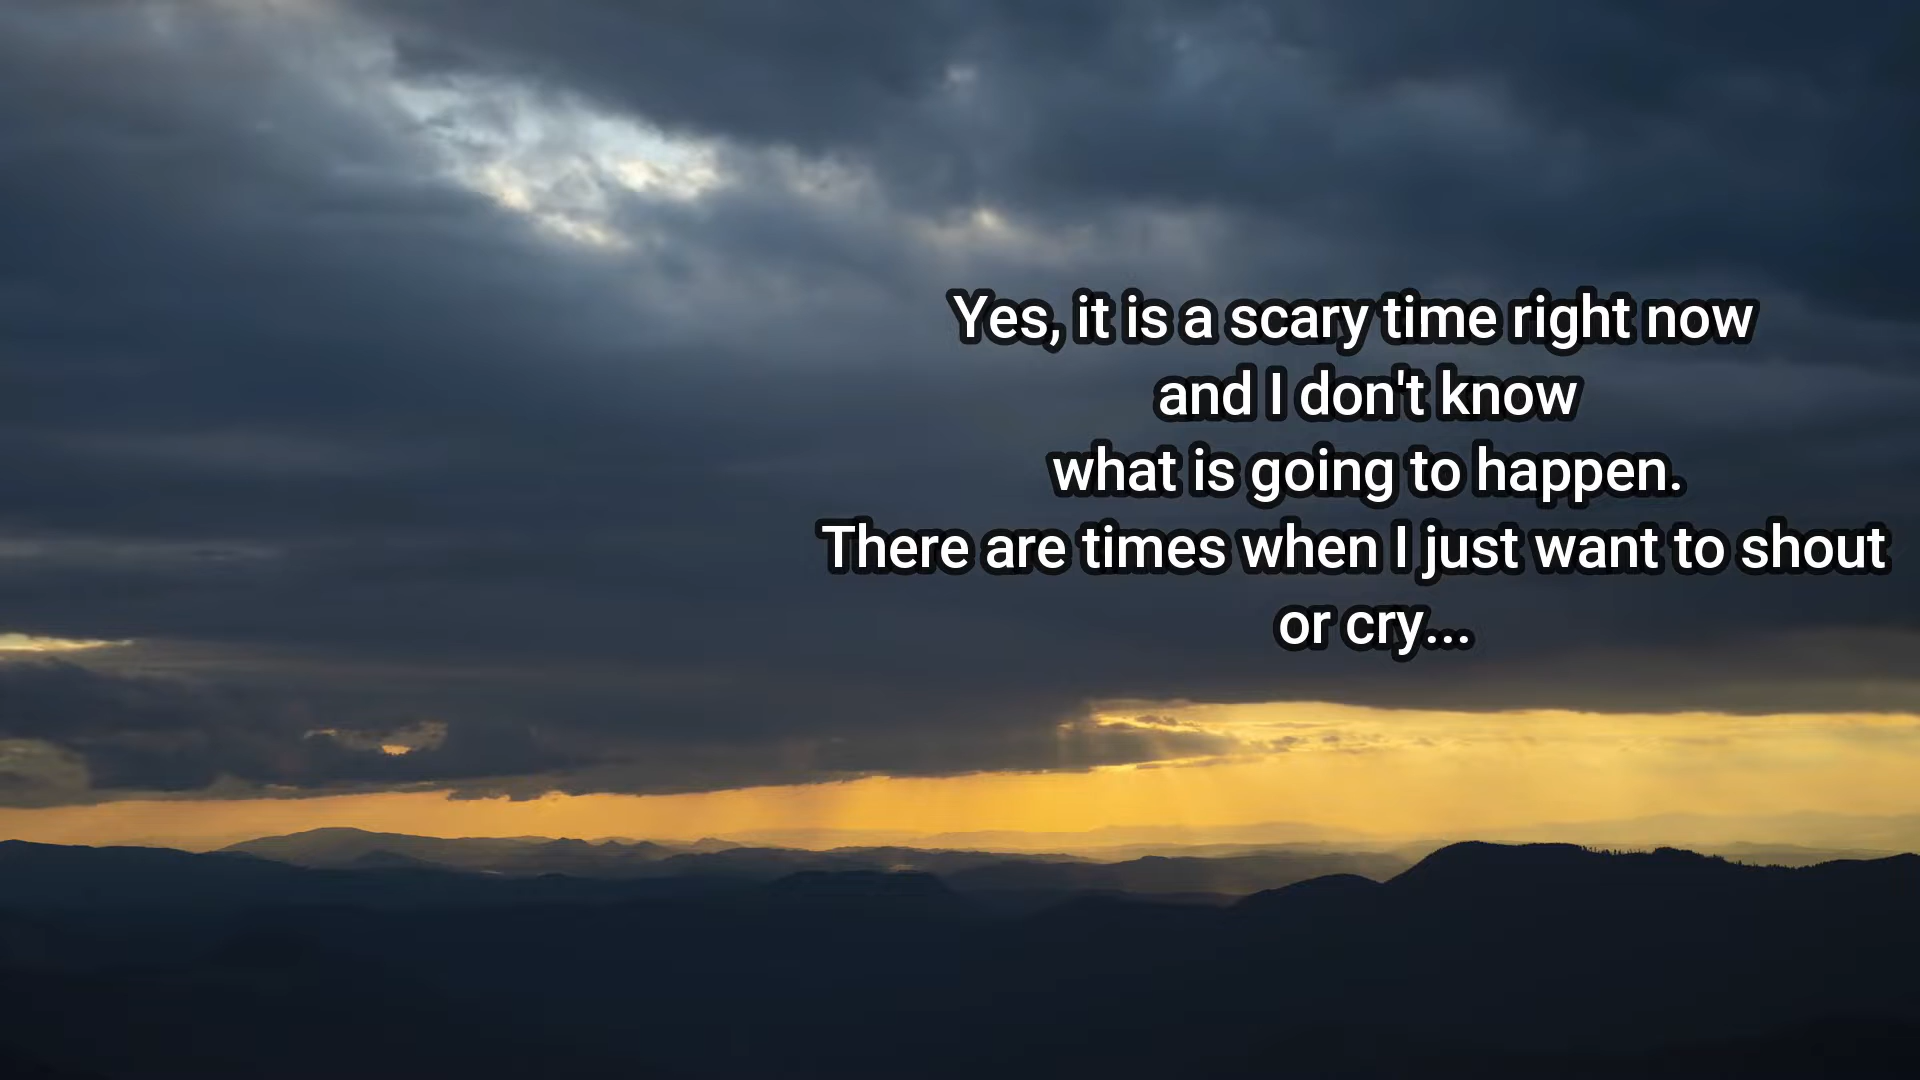 Yes, it is a scary time right now
and I don't know
what is going to happen.
There are times when I just want to shout
or cry...